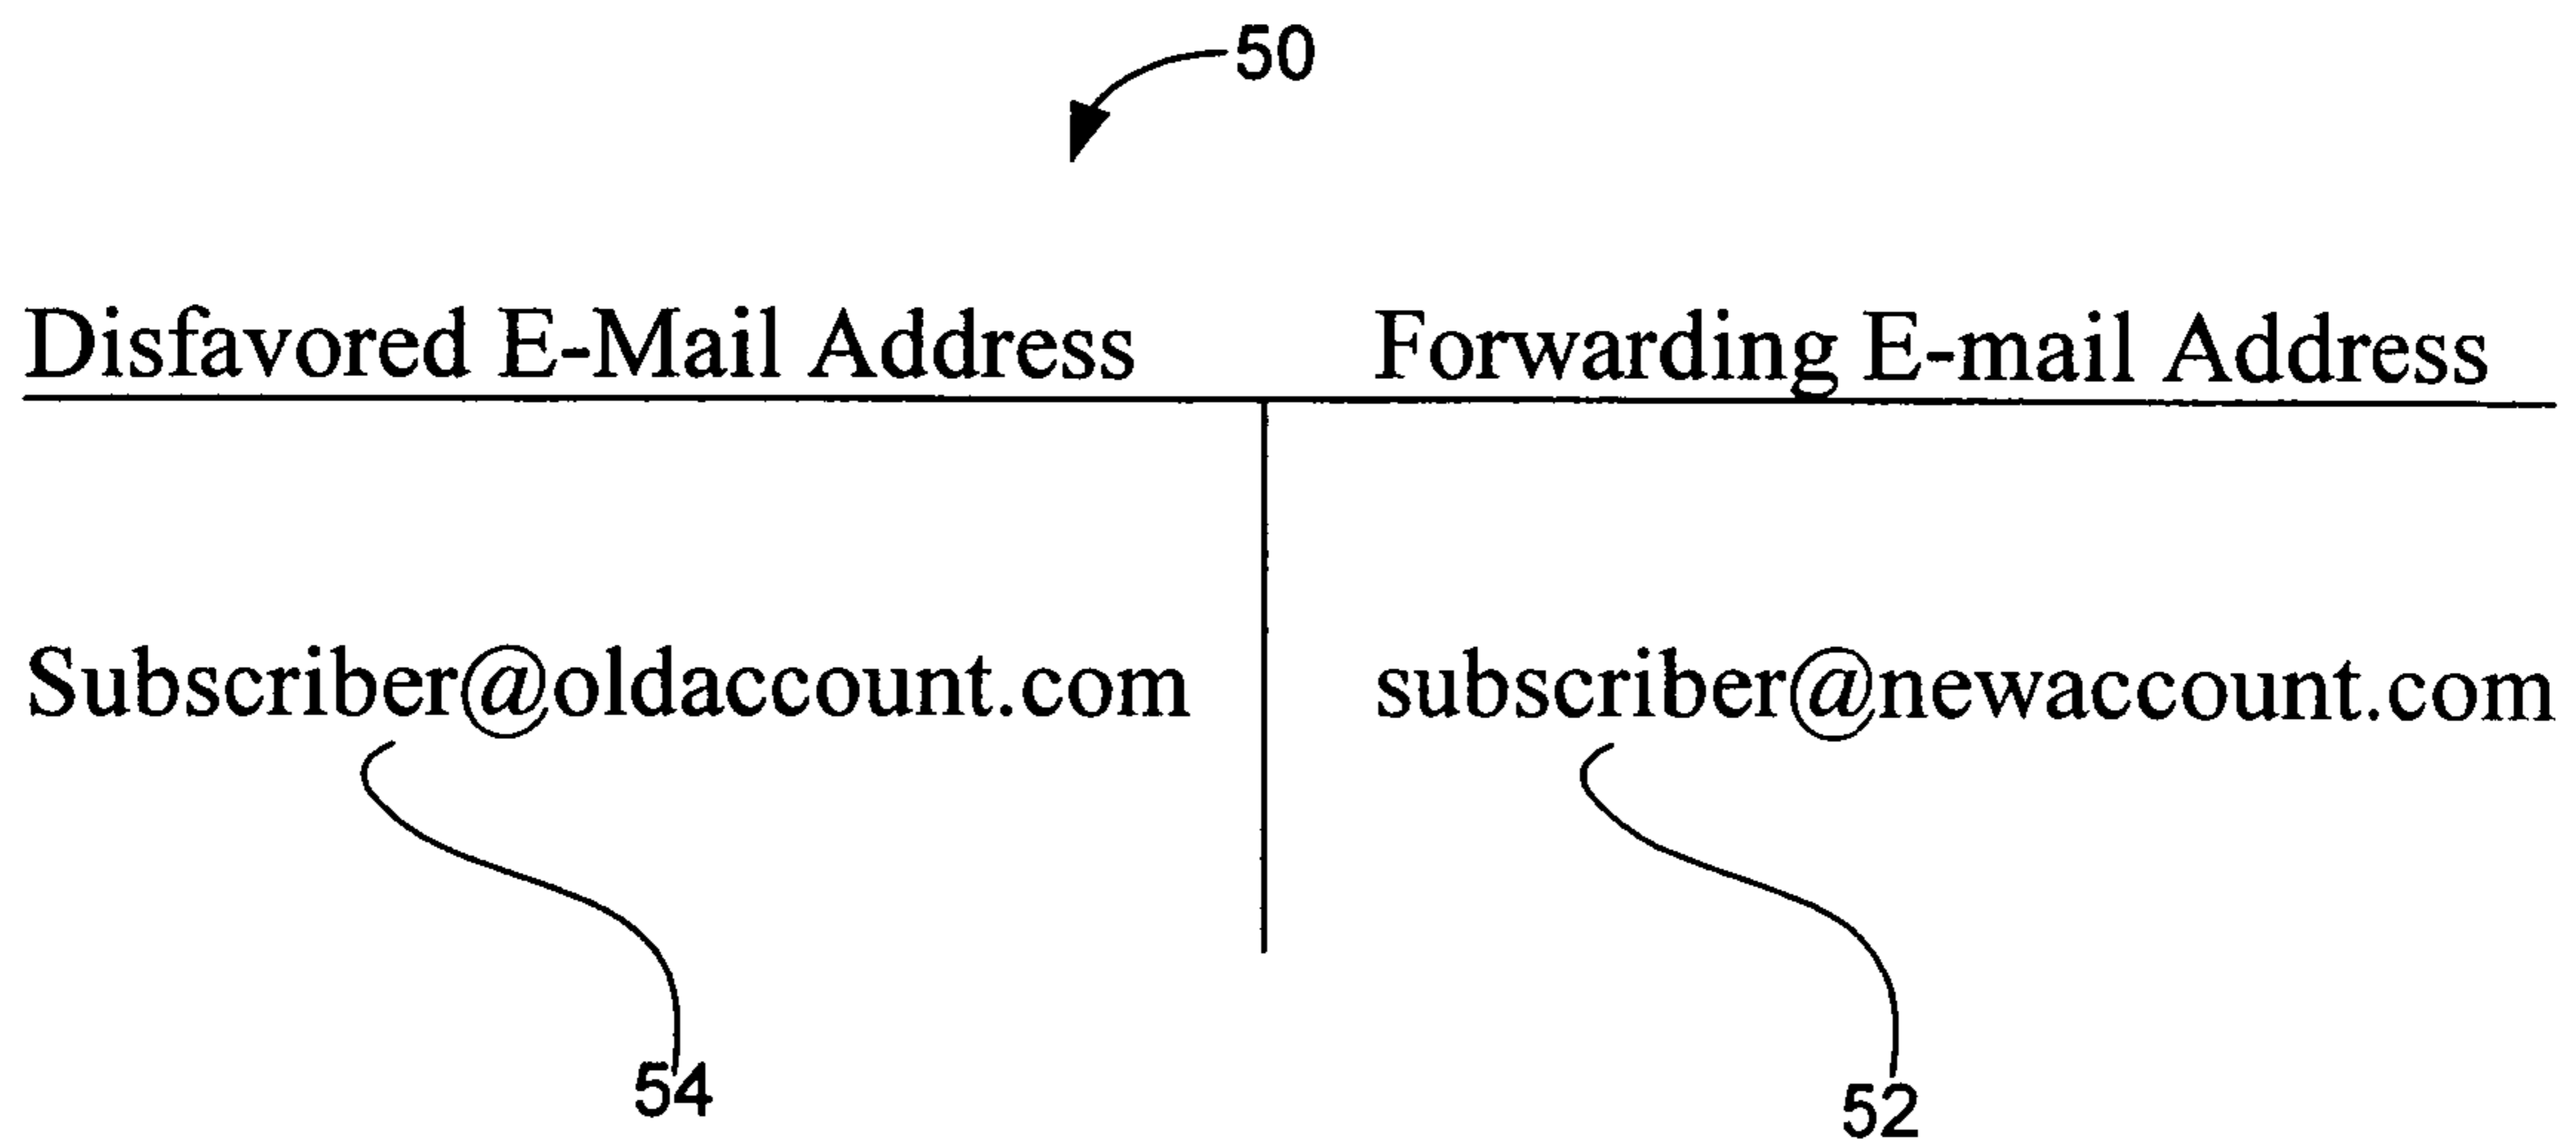 50
Disfavored E-Mail Address Forwarding E-mail Address
Subscriber@oldaccount.com subscriber@newaccount.com
54 52